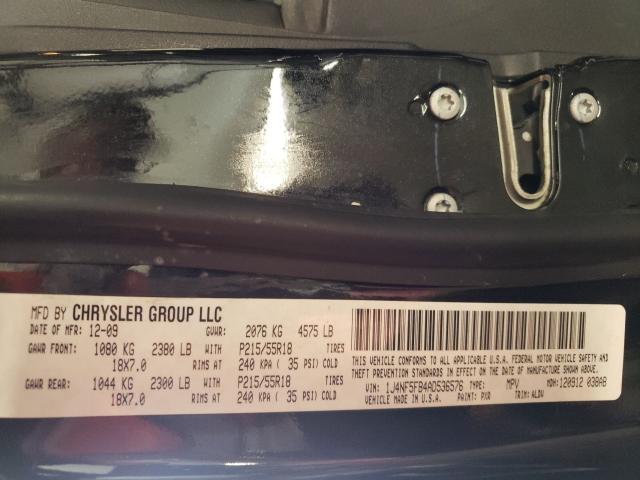 MFD BY CHRYSLER GROUP LLC
DATE OF MFR: 12-09 GVWR: 2076 KG 4575 LB
GAWR FRONT: 1080 KG 2380 LB WITH P215/55R18
18X7.0 RIMS AT 240 KPA ( 35 PSI) COLD
GAWR REAR: 1044 KG 2300 LB WITH P215/55R18
18X7.0 RIMS AT 240 KPA ( 35 PSI) COLD
THIS VEHICLE CONFORMS TO ALL APPLICABLE U.S.A. FEDERAL MOTOR VEHICLE SAFETY, BUMPER, AND
THEFT PREVENTION STANDARDS IN EFFECT ON THE DATE OF MANUFACTURE SHOWN ABOVE.
VIN: 1J4NF5FB4AD536576 TYPE: MPV MDH: 120912 038AB
VEHICLE MADE IN U.S.A. PAINT: PXR TRIM: ALDV